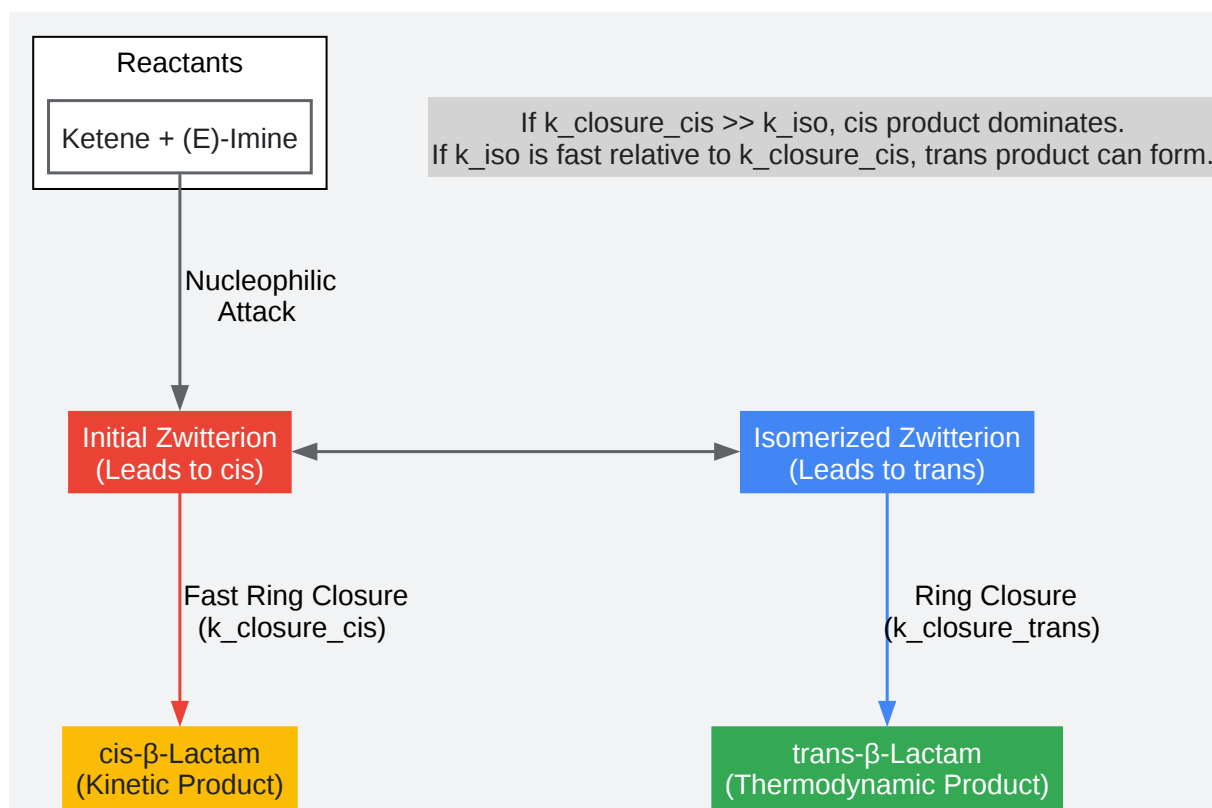 Reactants
Ketene + (E)-Imine
If k_closure_cis >> k_iso, cis product dominates.
If k_iso is fast relative to k_closure_cis, trans product can form.
Nucleophilic
Attack
Initial Zwitterion
(Leads to cis)
Isomerized Zwitterion
(Leads to trans)
Fast Ring Closure
(k_closure_cis)
Ring Closure
(k_closure_trans)
cis-β-Lactam
(Kinetic Product)
trans-β-Lactam
(Thermodynamic Product)